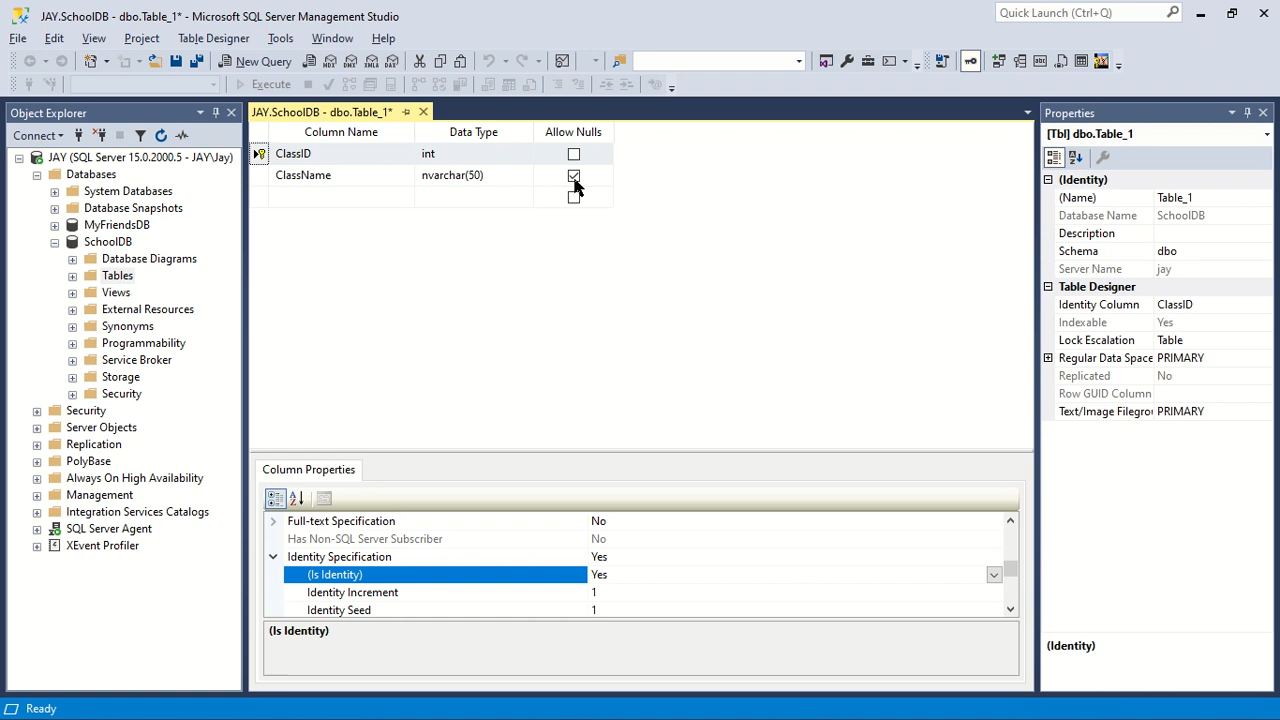 JAY.SchoolDB - dbo.Table_1* - Microsoft SQL Server Management Studio
Quick Launch (Ctrl+Q)
File Edit View Project Table Designer Tools Window Help
New Query
MDX DMX XMLA DAX
Execute
Object Explorer
JAY.SchoolDB - dbo.Table_1*
Properties
Connect
JAY (SQL Server 15.0.2000.5 - JAY\Jay)
Databases
System Databases
Database Snapshots
MyFriendsDB
SchoolDB
Database Diagrams
Tables
Views
External Resources
Synonyms
Programmability
Service Broker
Storage
Security
Security
Server Objects
Replication
PolyBase
Always On High Availability
Management
Integration Services Catalogs
SQL Server Agent
XEvent Profiler
Column Name Data Type Allow Nulls
ClassID int
ClassName nvarchar(50)
Column Properties
Full-text Specification No
Has Non-SQL Server Subscriber No
Identity Specification Yes
(Is Identity) Yes
Identity Increment 1
Identity Seed 1
(Is Identity)
[Tbl] dbo.Table_1
(Identity)
(Name) Table_1
Database Name SchoolDB
Description
Schema dbo
Server Name jay
Table Designer
Identity Column ClassID
Indexable Yes
Lock Escalation Table
Regular Data Space PRIMARY
Replicated No
Row GUID Column
Text/Image Filegro PRIMARY
(Identity)
Ready